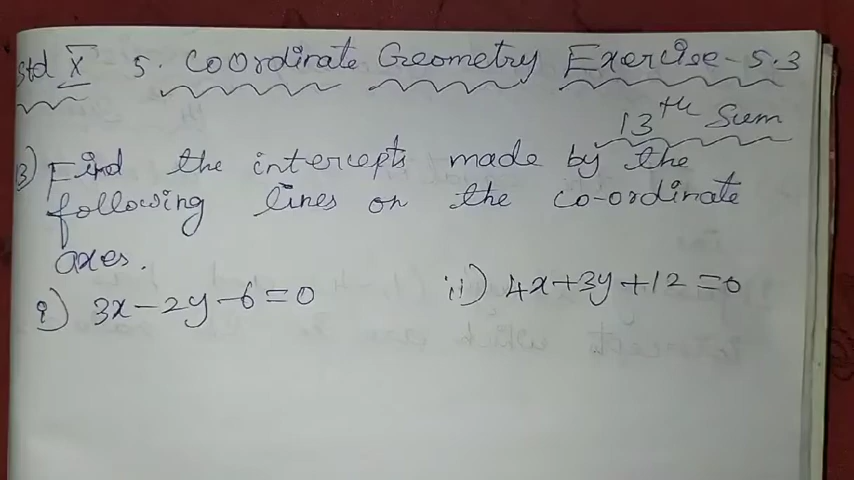 Std X 5. Coordinate Geometry Exercise - 5.3
13th Sum
13) Find the intercepts made by the
following lines on the co-ordinate
axes.
i) 3x - 2y - 6 = 0 ii) 4x + 3y + 12 = 0